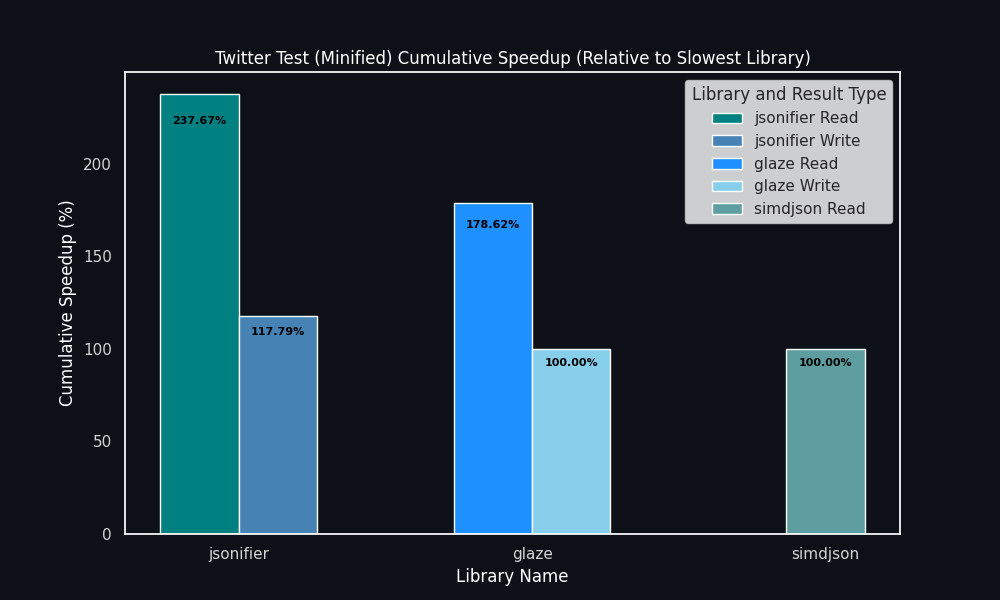 Twitter Test (Minified) Cumulative Speedup (Relative to Slowest Library)
Library and Result Type
jsonifier Read
jsonifier Write
glaze Read
glaze Write
simdjson Read
Cumulative Speedup (%)
200
150
100
50
0
237.67%
117.79%
178.62%
100.00%
100.00%
jsonifier
glaze
simdjson
Library Name